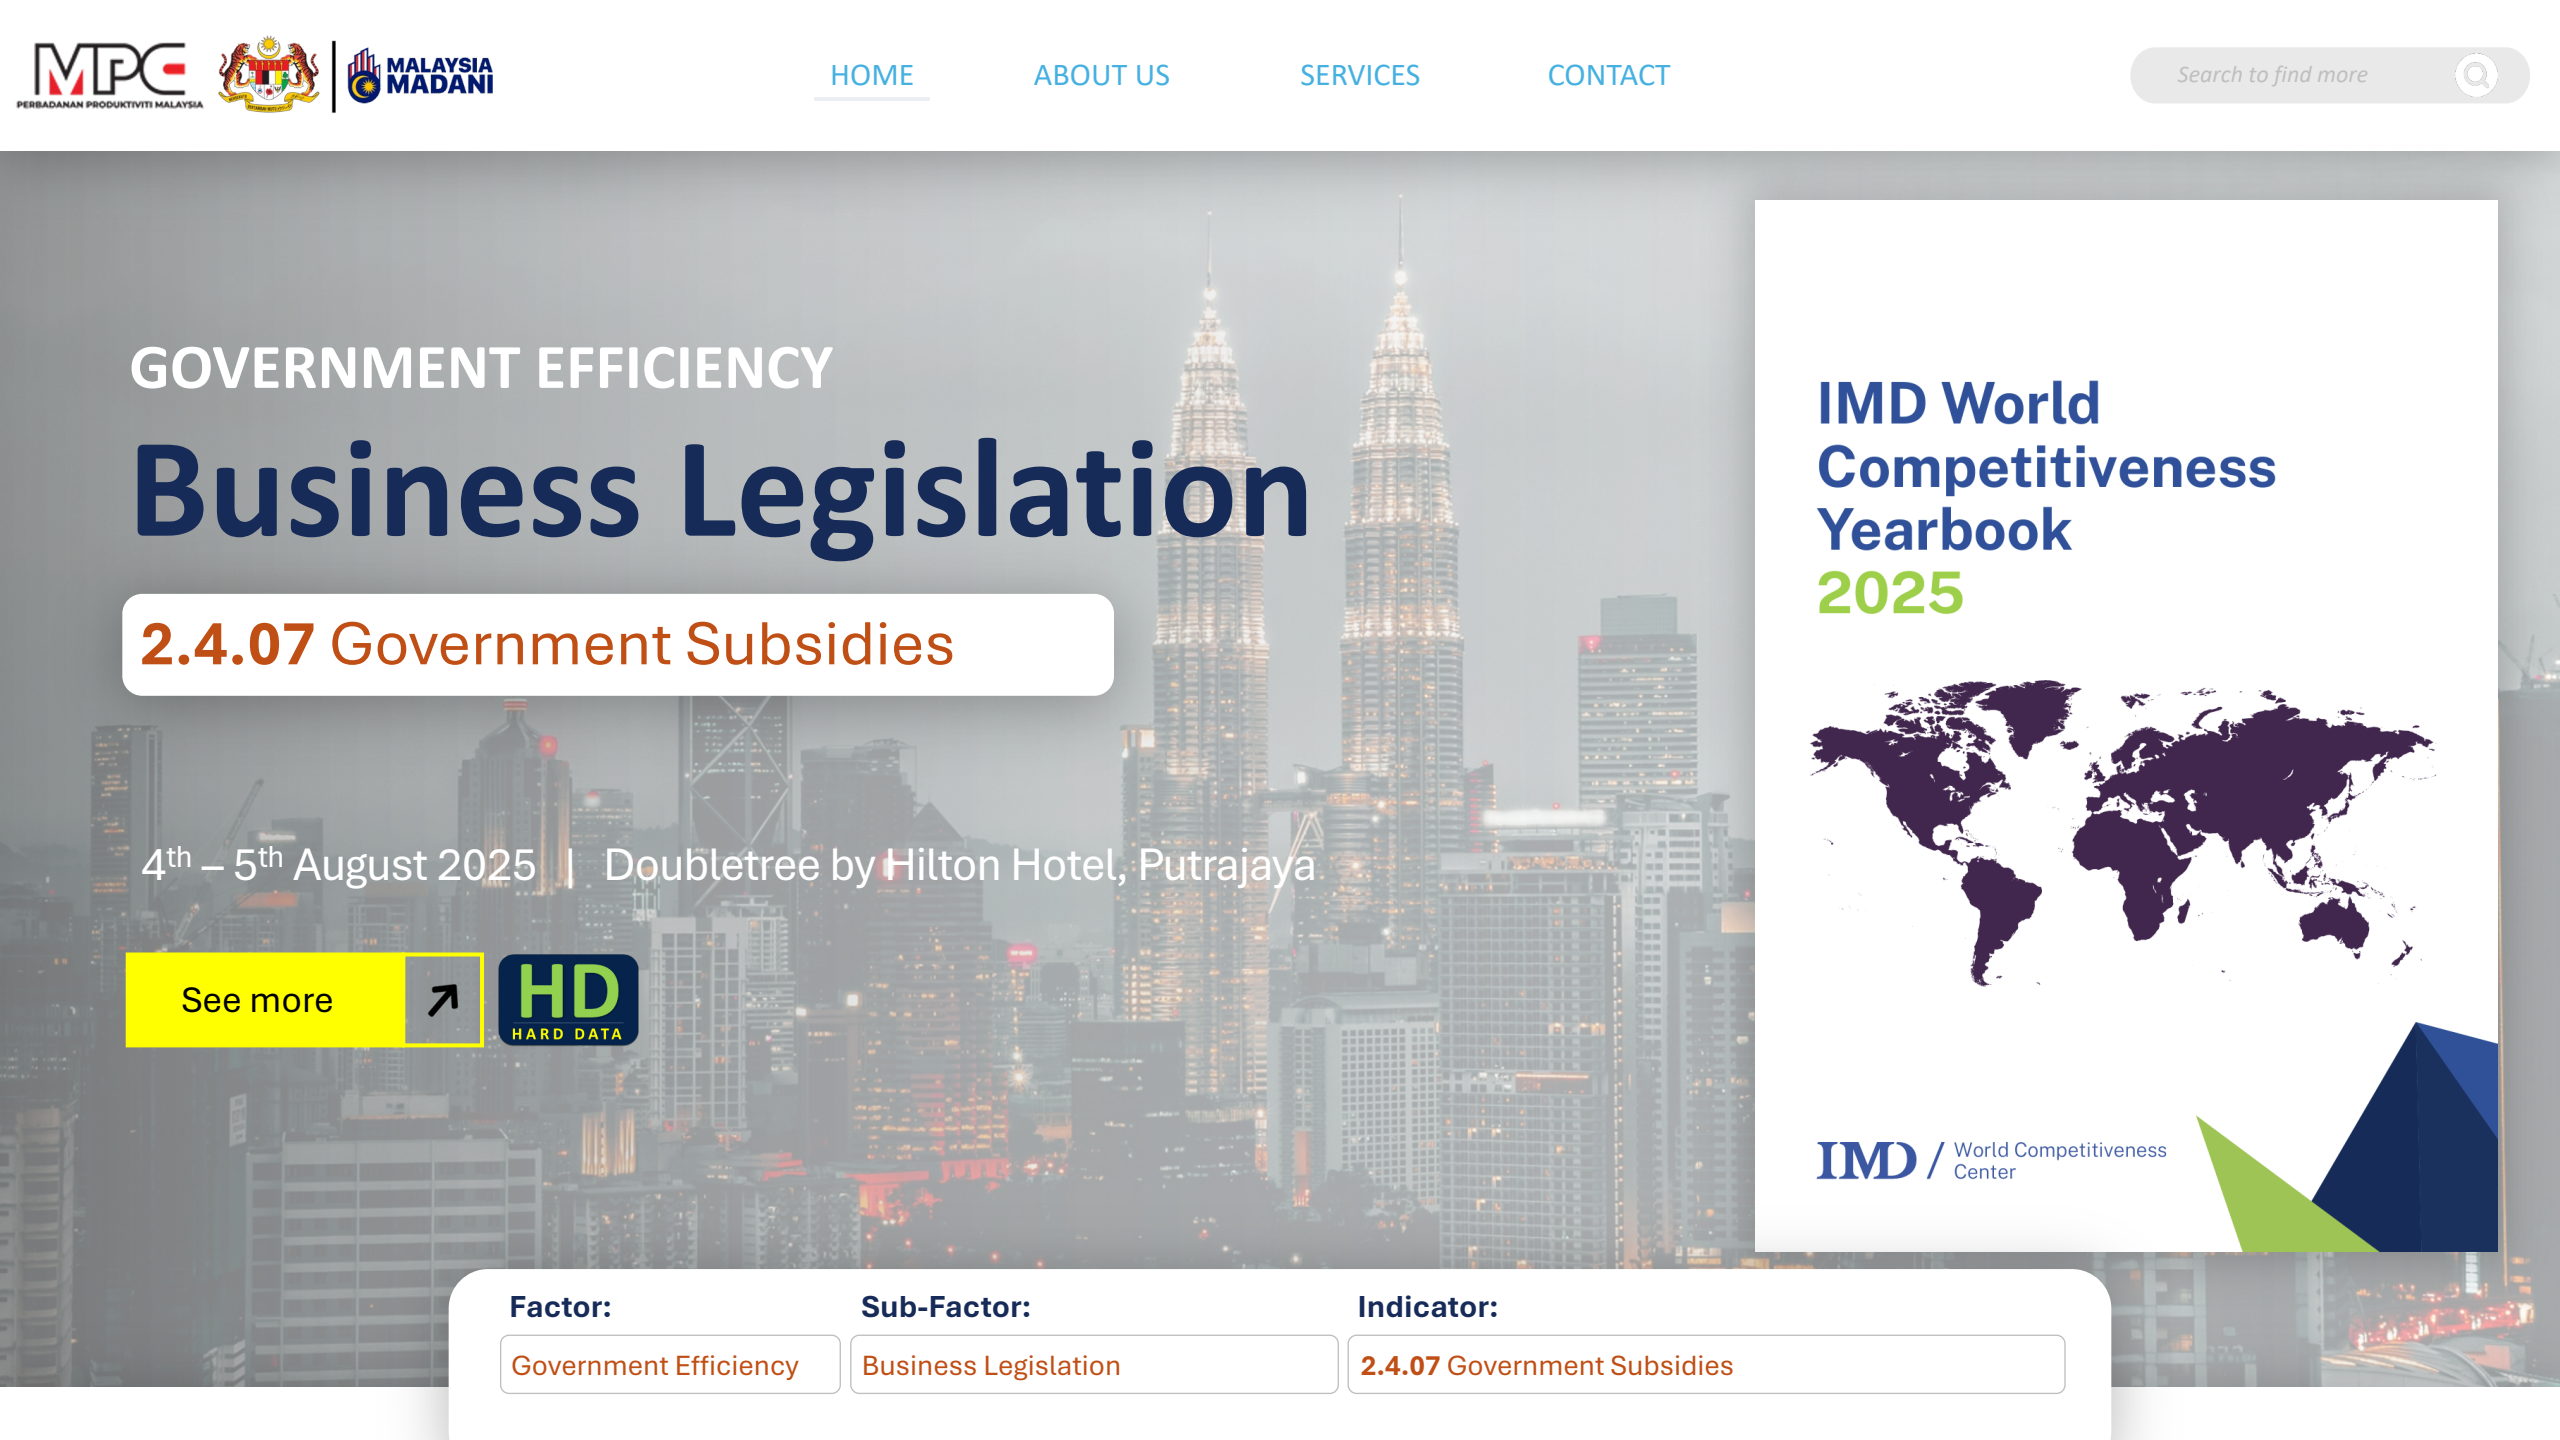 MPC
PERBADANAN PRODUKTIVITI MALAYSIA
MALAYSIA
MADANI
HOME
ABOUT US
SERVICES
CONTACT
Search to find more
GOVERNMENT EFFICIENCY
Business Legislation
2.4.07 Government Subsidies
4th – 5th August 2025 | Doubletree by Hilton Hotel, Putrajaya
See more
HD
HARD DATA
IMD World
Competitiveness
Yearbook
2025
IMD / World Competitiveness
Center
Factor:
Government Efficiency
Sub-Factor:
Business Legislation
Indicator:
2.4.07 Government Subsidies